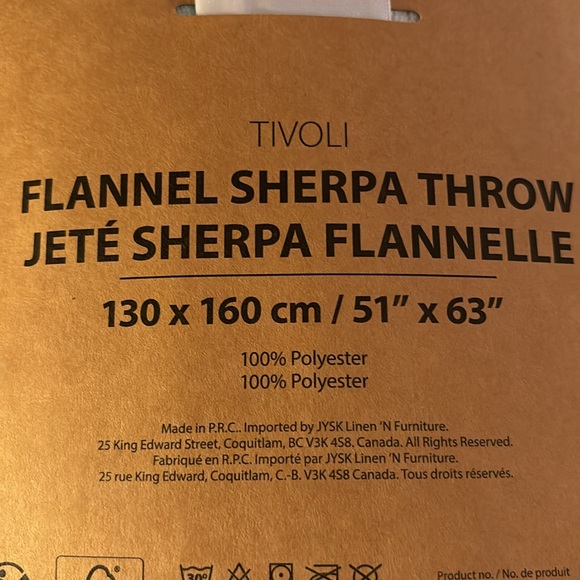 TIVOLI
FLANNEL SHERPA THROW
JETÉ SHERPA FLANNELLE
130 x 160 cm / 51” x 63”
100% Polyester
100% Polyester
Made in P.R.C.. Imported by JYSK Linen ‘N Furniture.
25 King Edward Street, Coquitlam, BC V3K 4S8. Canada. All Rights Reserved.
Fabriqué en R.P.C. Importé par JYSK Linen ‘N Furniture.
25 rue King Edward, Coquitlam, C.-B. V3K 4S8 Canada. Tous droits réservés.
30°
Product no. / No. de produit